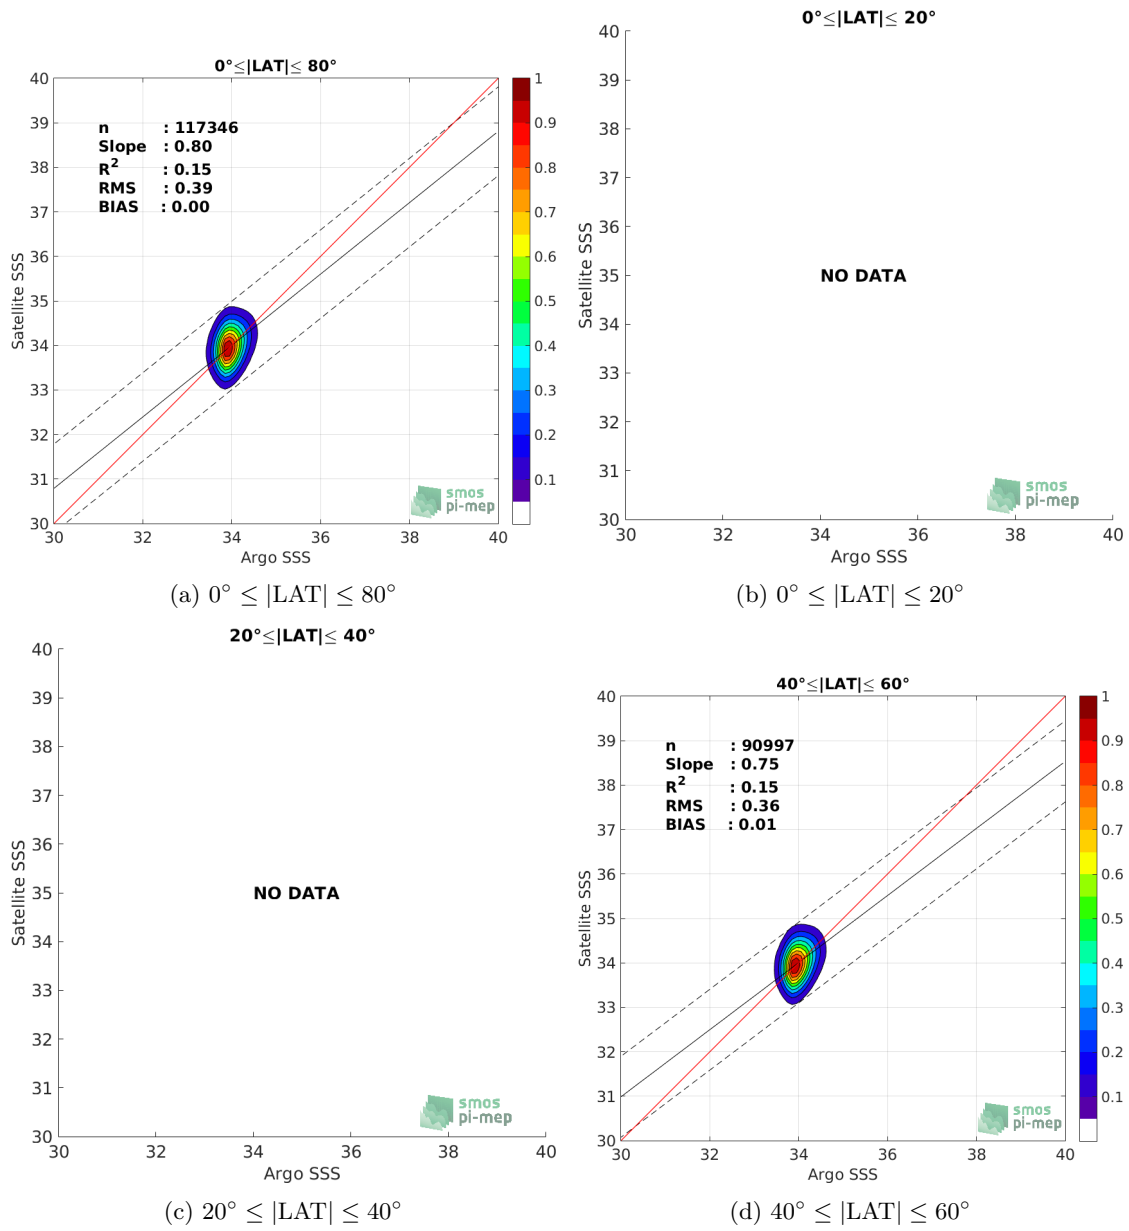 0°≤|LAT|≤ 80°
40
39
38
37
36
35
34
33
32
31
30
30
32
34
36
38
40
Satellite SSS
Argo SSS
n : 117346
Slope : 0.80
R²  : 0.15
RMS : 0.39
BIAS : 0.00
1
0.9
0.8
0.7
0.6
0.5
0.4
0.3
0.2
0.1
smos
pi-mep
(a) 0° ≤ |LAT| ≤ 80°
0°≤|LAT|≤ 20°
40
39
38
37
36
35
34
33
32
31
30
30
32
34
36
38
40
Satellite SSS
Argo SSS
NO DATA
smos
pi-mep
(b) 0° ≤ |LAT| ≤ 20°
20°≤|LAT|≤ 40°
40
39
38
37
36
35
34
33
32
31
30
30
32
34
36
38
40
Satellite SSS
Argo SSS
NO DATA
smos
pi-mep
(c) 20° ≤ |LAT| ≤ 40°
40°≤|LAT|≤ 60°
40
39
38
37
36
35
34
33
32
31
30
30
32
34
36
38
40
Satellite SSS
Argo SSS
n : 90997
Slope : 0.75
R² : 0.15
RMS : 0.36
BIAS : 0.01
1
0.9
0.8
0.7
0.6
0.5
0.4
0.3
0.2
0.1
smos
pi-mep
(d) 40° ≤ |LAT| ≤ 60°